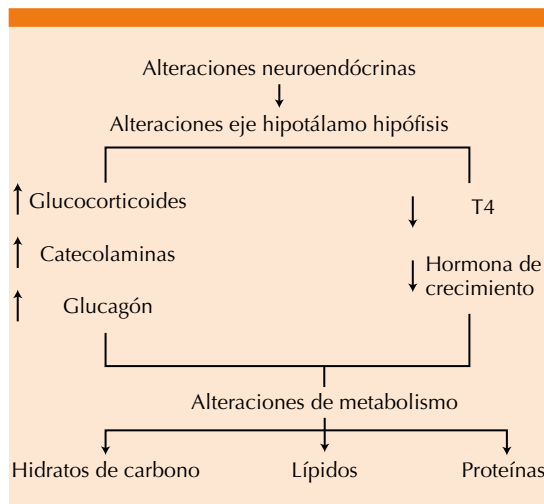 Alteraciones neuroendócrinas
Alteraciones eje hipotálamo hipófisis
Glucocorticoides
T4
Catecolaminas
Hormona de
crecimiento
Glucagón
Alteraciones de metabolismo
Hidratos de carbono
Lípidos
Proteínas